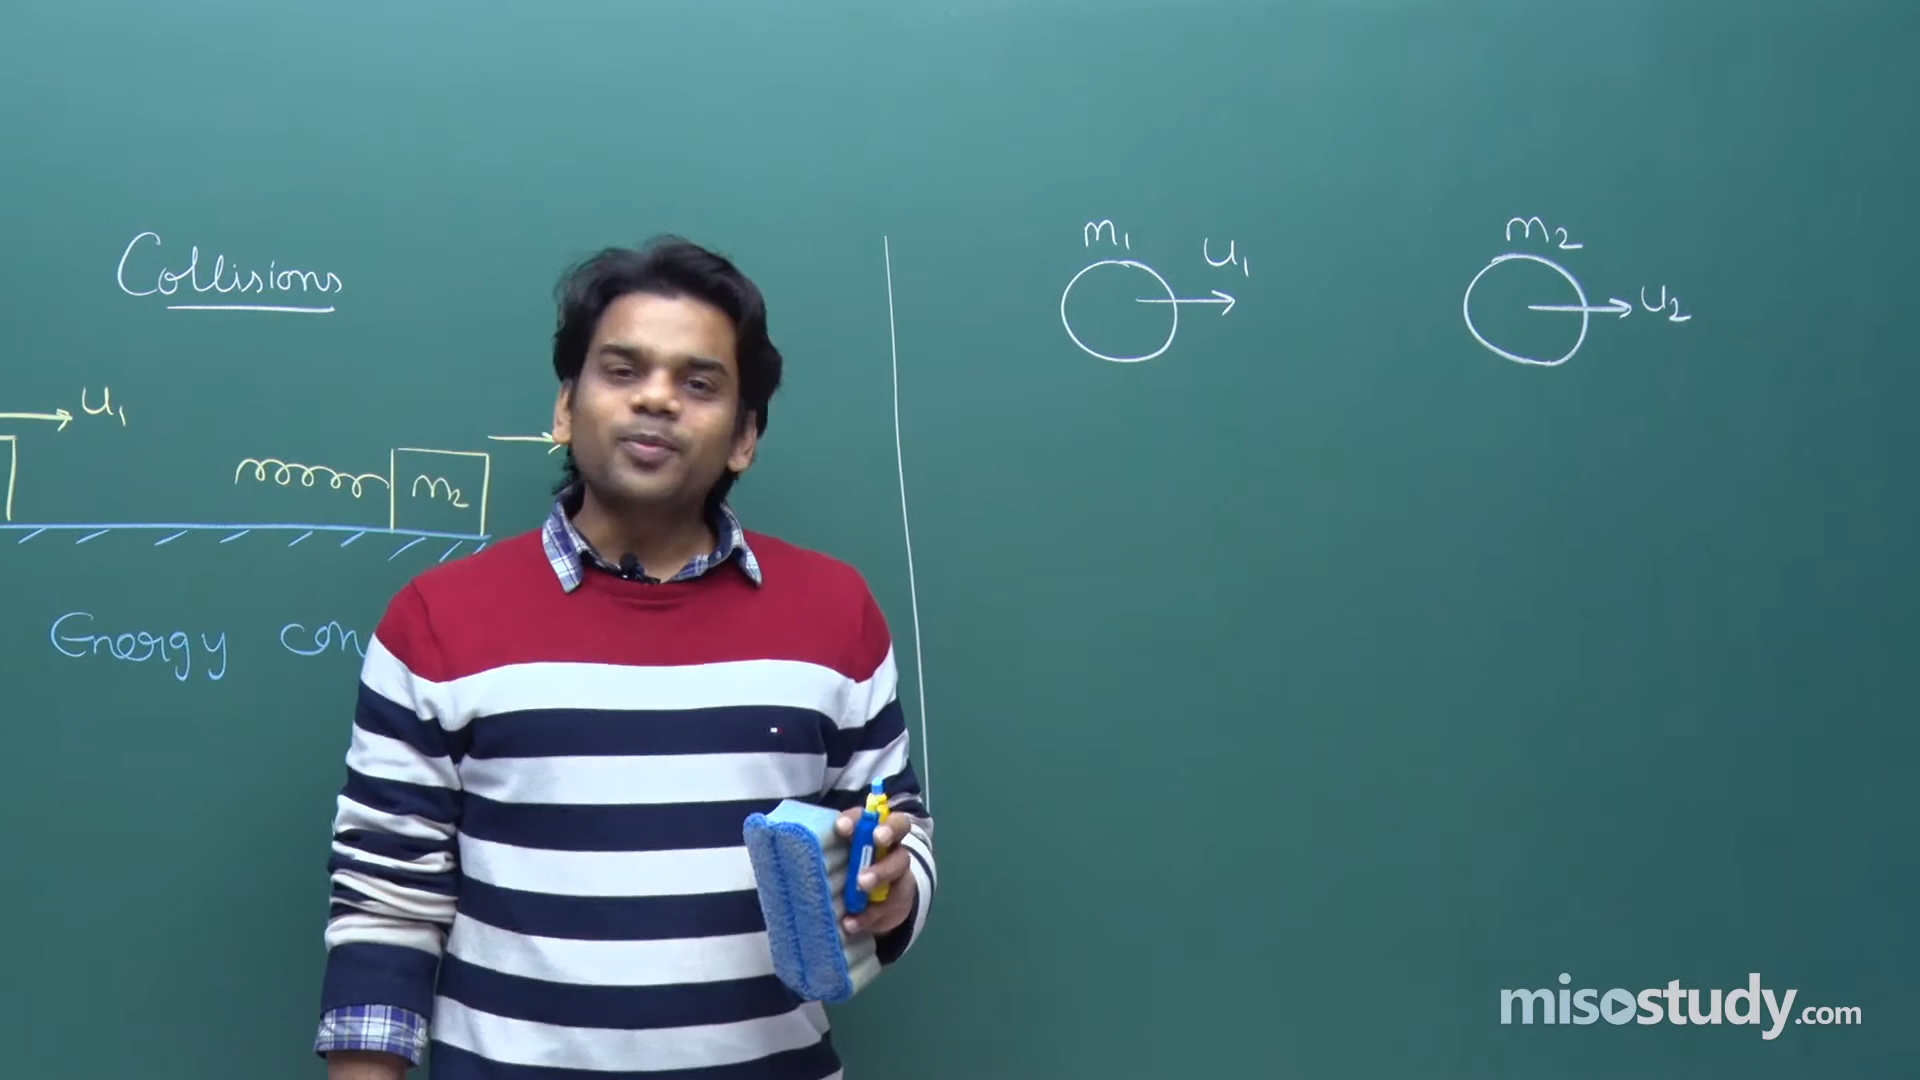 Collisions
u₁
m₂
Energy con
m₁
u₁
m₂
u₂
misostudy.com